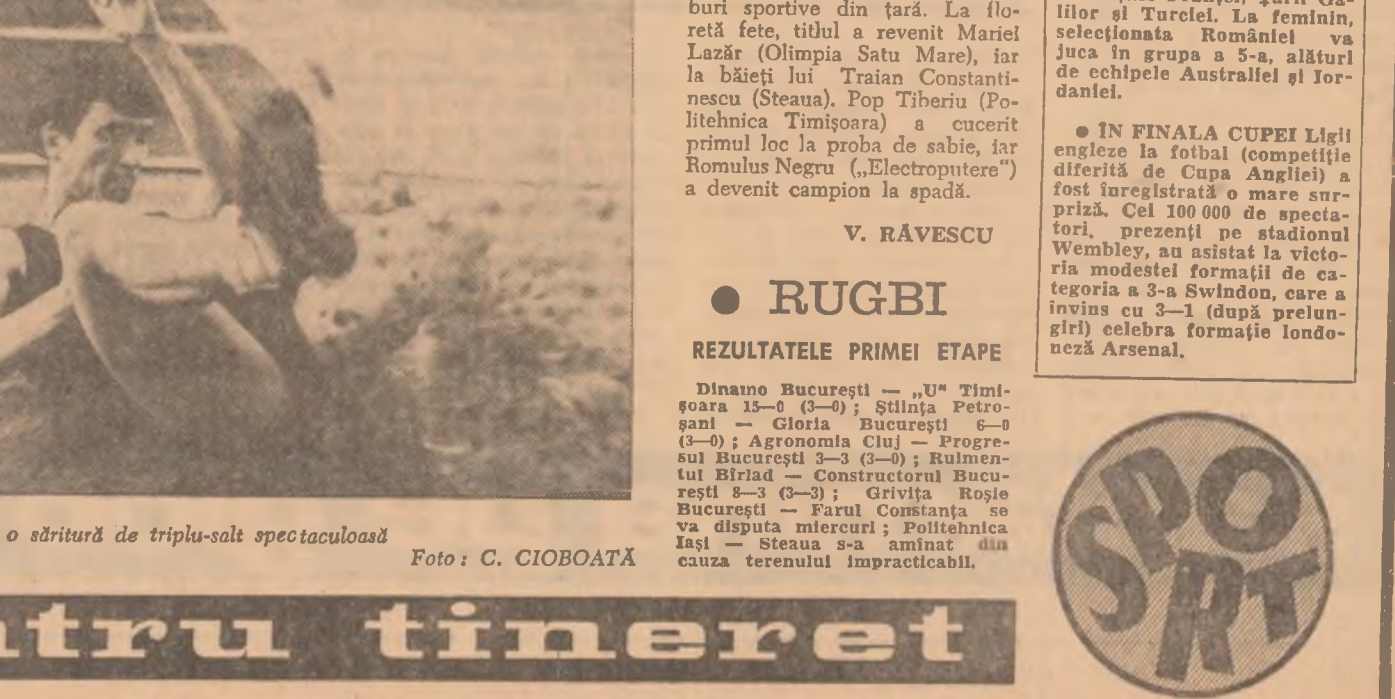 buri sportive din țară. La flo-
retă fete, titlul a revenit Mariei
Lazăr (Olimpia Satu Mare), iar
la băieți lui Traian Constanti-
nescu (Steaua). Pop Tiberiu (Po-
litehnica Timișoara) a cucerit
primul loc la proba de sabie, iar
Romulus Negru („Electroputere“)
a devenit campion la spadă.
V. RĂVESCU
● RUGBI
REZULTATELE PRIMEI ETAPE
Dinamo București — „U“ Timi-
șoara 15—0 (3—0) ; Știința Petro-
șani — Gloria București 6—0
(3—0) ; Agronomia Cluj — Progre-
sul București 3—3 (3—0) ; Rulmen-
tul Bîrlad — Constructorul Bucu-
rești 8—3 (3—3) ; Grivița Roșie
București — Farul Constanța se
va disputa miercuri ; Politehnica
Iași — Steaua s-a amînat din
cauza terenului impracticabil.
lilor și Turciei. La feminin,
selecționata României va
juca în grupa a 5-a, alături
de echipele Australiei și Ior-
daniei.
● ÎN FINALA CUPEI Ligii
engleze la fotbal (competiție
diferită de Cupa Angliei) a
fost înregistrată o mare sur-
priză. Cei 100 000 de specta-
tori, prezenți pe stadionul
Wembley, au asistat la victo-
ria modestei formații de ca-
tegoria a 3-a Swindon, care a
învins cu 3—1 (după prelun-
giri) celebra formație londo-
neză Arsenal.
SPORT
o săritură de triplu-salt spectaculoasă
Foto : C. CIOBOATĂ
ntru tineret